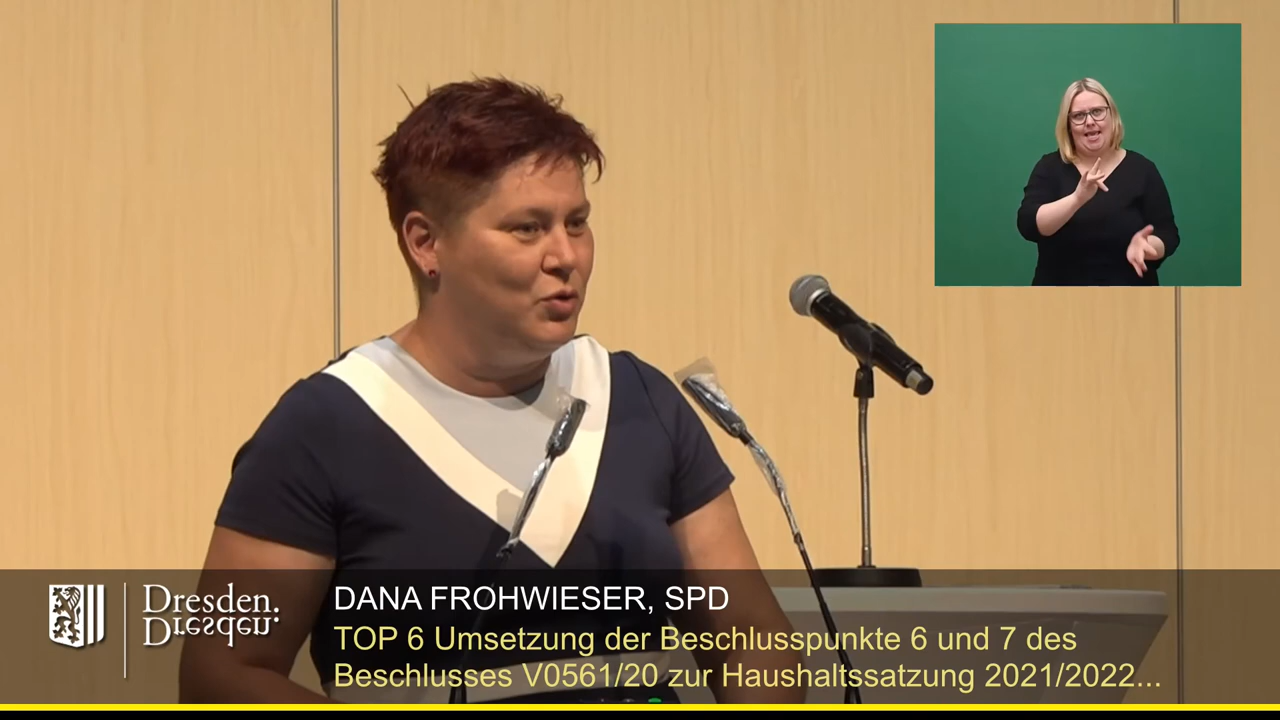 Dresden.
Dresden.
DANA FROHWIESER, SPD
TOP 6 Umsetzung der Beschlusspunkte 6 und 7 des
Beschlusses V0561/20 zur Haushaltssatzung 2021/2022...